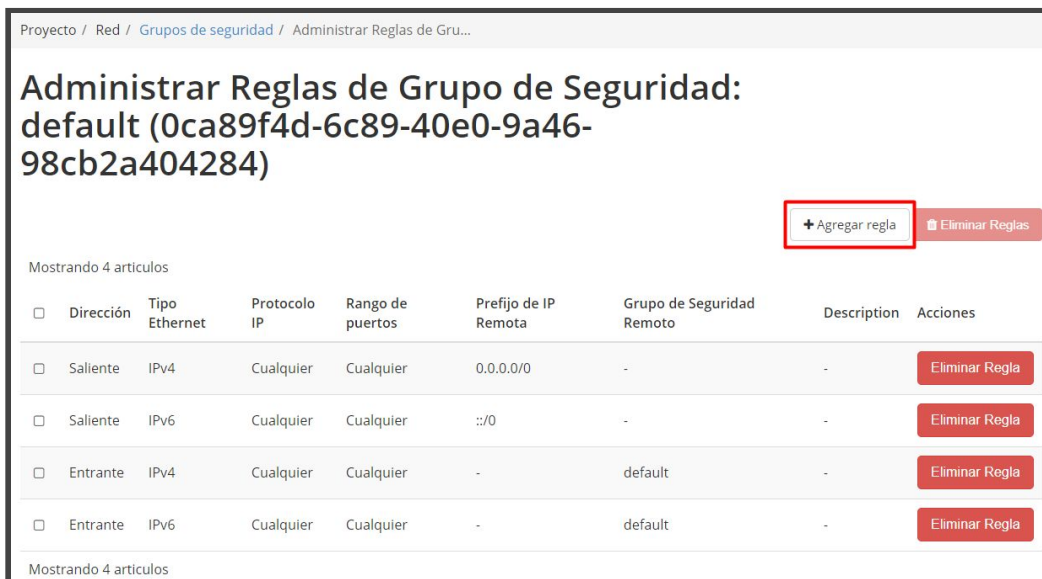 Proyecto / Red / Grupos de seguridad / Administrar Reglas de Gru...
Administrar Reglas de Grupo de Seguridad:
default (0ca89f4d-6c89-40e0-9a46-
98cb2a404284)
+ Agregar regla Eliminar Reglas
Mostrando 4 articulos
Dirección Tipo Ethernet Protocolo IP Rango de puertos Prefijo de IP Remota Grupo de Seguridad Remoto Description Acciones
Saliente IPv4 Cualquier Cualquier 0.0.0.0/0 - - Eliminar Regla
Saliente IPv6 Cualquier Cualquier ::/0 - - Eliminar Regla
Entrante IPv4 Cualquier Cualquier - default - Eliminar Regla
Entrante IPv6 Cualquier Cualquier - default - Eliminar Regla
Mostrando 4 articulos